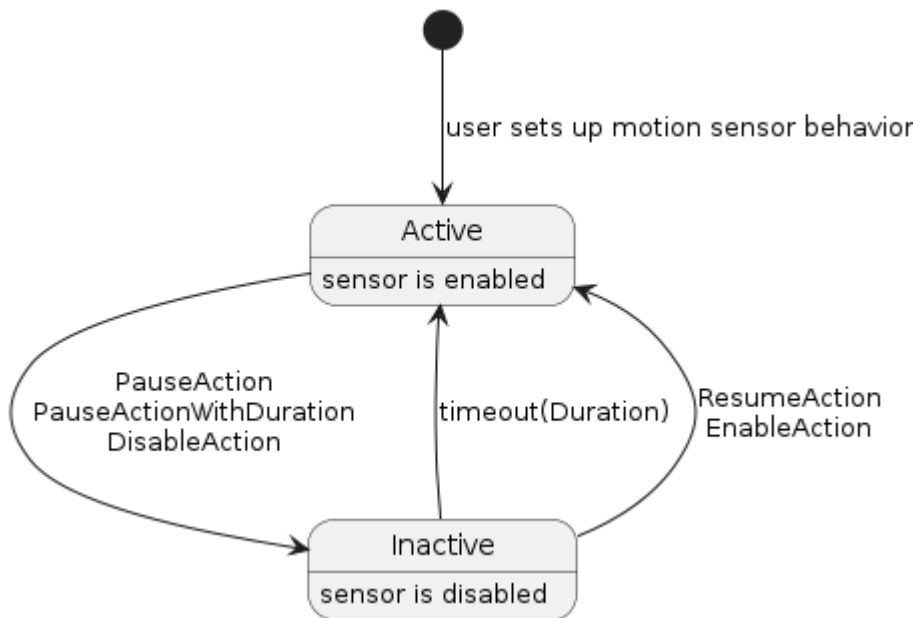 user sets up motion sensor behavior
Active
sensor is enabled
PauseAction
PauseActionWithDuration
DisableAction
timeout(Duration)
ResumeAction
EnableAction
Inactive
sensor is disabled